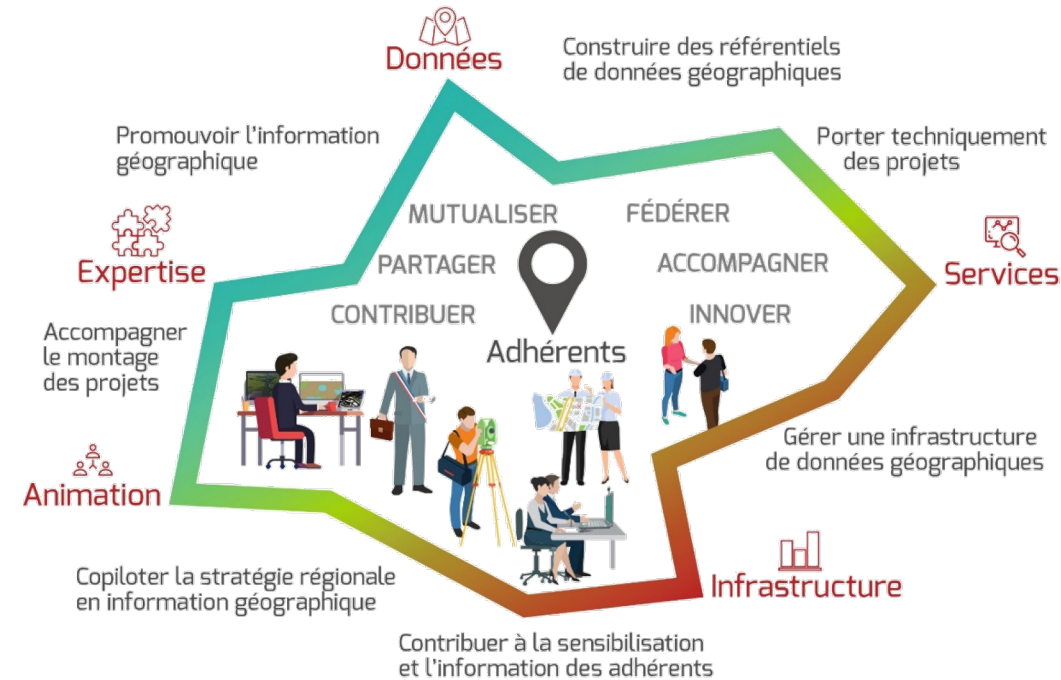 Données
Construire des référentiels
de données géographiques
Promouvoir l'information
géographique
Porter techniquement
des projets
MUTUALISER
FÉDÉRER
Expertise
PARTAGER
ACCOMPAGNER
Services
CONTRIBUER
INNOVER
Accompagner
le montage
des projets
Adhérents
Gérer une infrastructure
de données géographiques
Animation
Copiloter la stratégie régionale
en information géographique
Infrastructure
Contribuer à la sensibilisation
et l'information des adhérents